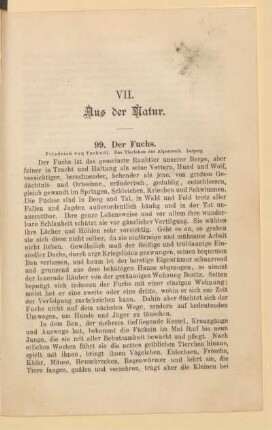 VII.
Aus der Natur.
99. Der Fuchs.
Friedrich von Tschudi. Das Thierleben der Alpenwelt. Leipzig.
Der Fuchs ist das gemeinste Raubtier unserer Berge, aber
feiner in Tracht und Haltung als seine Vettern, Hund und Wolf,
vorsichtiger, berechnender, behender als jene, von großem Ge-
dächtnis- und Ortssinn, erfinderisch, geduldig, entschlossen,
gleich gewandt im Springen, Schleichen, Kriechen und Schwimmen.
Die Füchse sind in Berg und Tal, in Wald und Feld trotz aller
Fallen und Jagden außerordentlich häufig und in der Tat un-
ausrottbar. Ihre ganze Lebensweise und vor allem ihre wunder-
bare Schlauheit schützt sie vor gänzlicher Vertilgung. Sie wählen
ihre Löcher und Höhlen sehr vorsichtig. Geht es an, so graben
sie sich diese nicht selbst, da sie einförmige und mühsame Arbeit
nicht lieben. Gewöhnlich muß der gutmütige, fleißige Ein-
siedler Dachs, durch arge Kriegslisten gezwungen, seinen bequemen
Bau verlassen, und kaum ist der ehrliche Eremit
und grunzend aus dem behäbigen Hause abgezogen, so nimmt
der lauernde Räuber von der geräumigen Wohnung Besitz. Selten
begnügt sich indessen der Fuchs mit einer einzigen Wohnung;
meist hat er eine zweite oder eine dritte, wohin er sich zur Zeit
der Verfolgung zurückziehen kann. Dahin aber flüchtet sich der
Fuchs nicht auf dem nächsten Wege, sondern auf bedeutenden
Umwegen, um Hunde und Jäger zu täuschen.
In dem Bau, der mehrere tiefliegende Kessel, Kreuzgänge
und Auswege hat, bekommt die Füchsin im Mai fünf bis neun
Junge, die sie mit aller Behutsamkeit bewacht und pflegt. Nach
etlichen Wochen führt sie die netten gelblichen Tierchen hinaus,
spielt mit ihnen, bringt ihnen Vögelchen, Eidechsen, Frösche,
Käfer, Mäuse, Heuschrecken, Regenwürmer und lehrt sie, die
Tiere fangen, quälen und verzehren, trägt aber die Kleinen bei